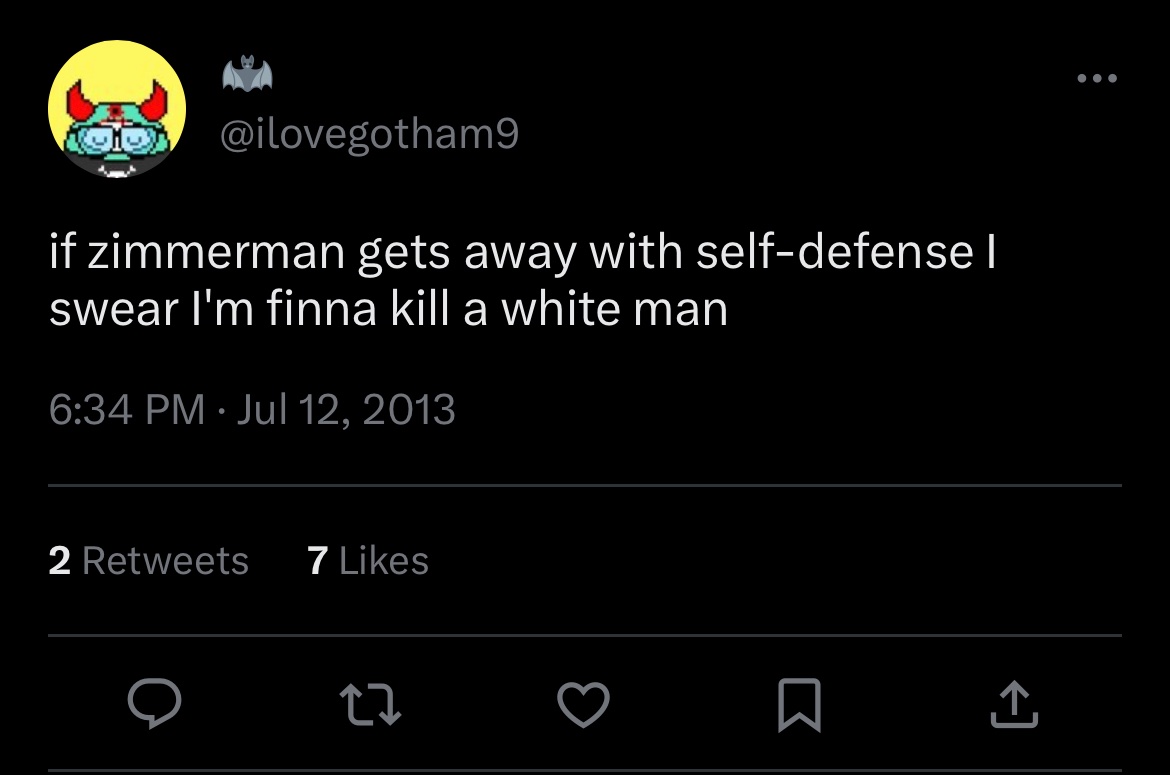 🦇
@ilovegotham9
if zimmerman gets away with self-defense I
swear I'm finna kill a white man
6:34 PM · Jul 12, 2013
2 Retweets 7 Likes